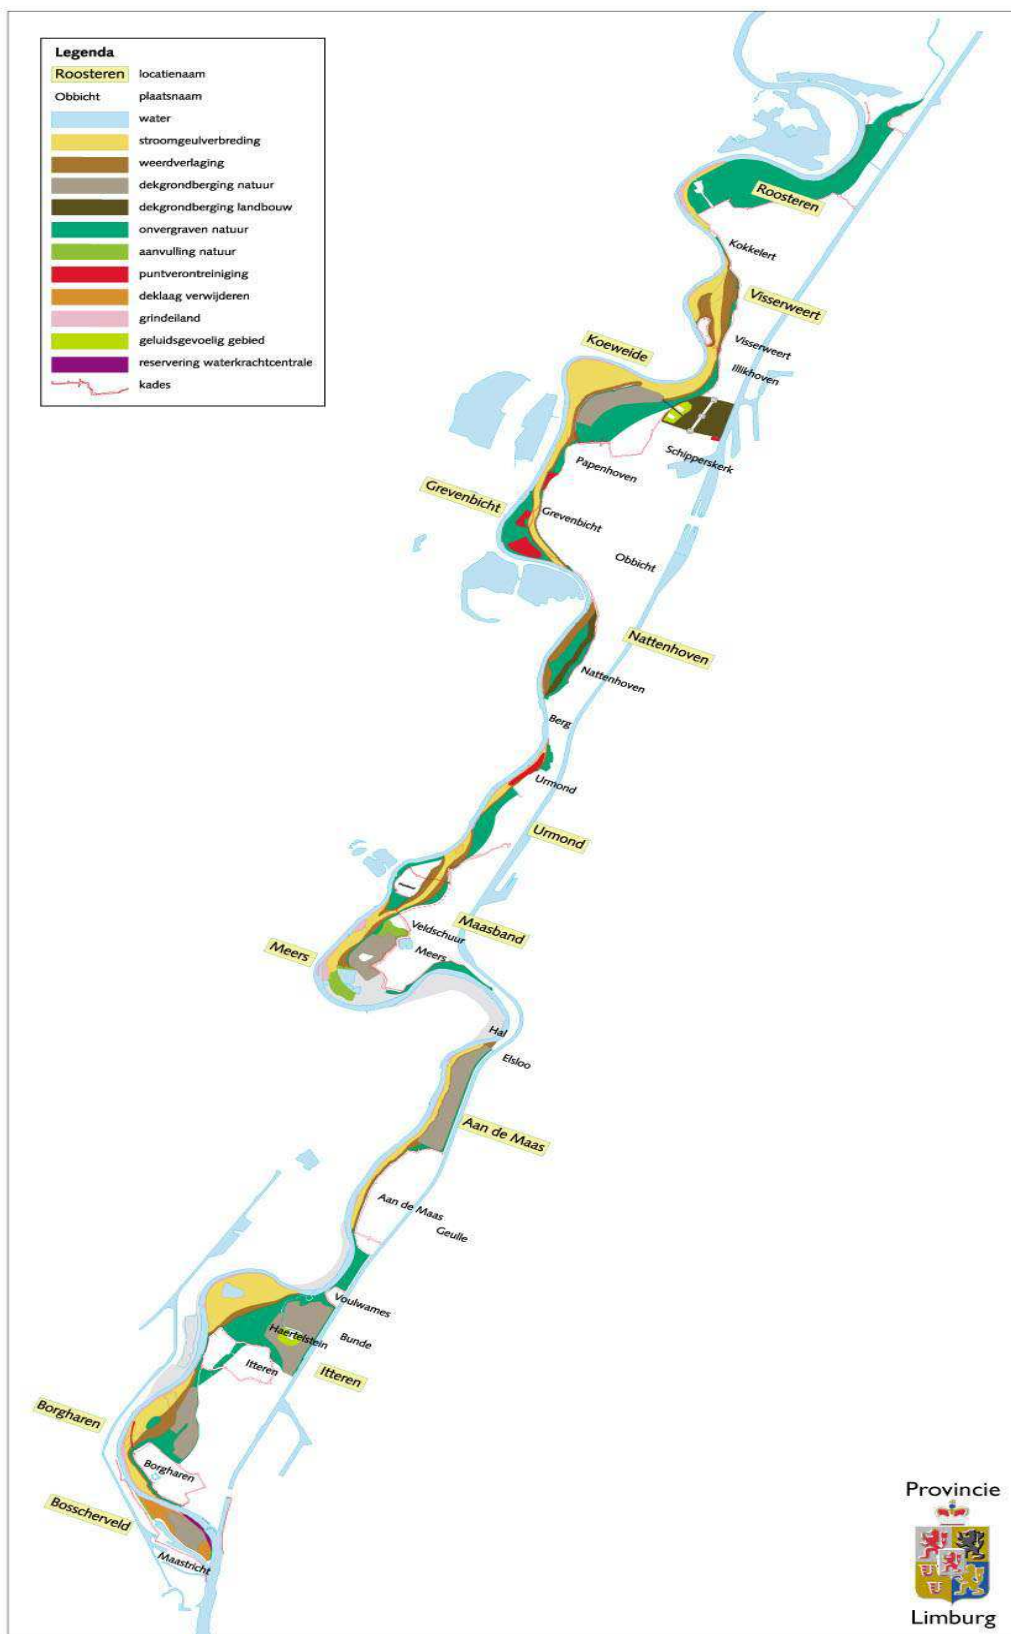 Legenda
Roosteren locatienaam
Obbicht plaatsnaam
water
stroomgeulverbreding
weerdverlaging
dekgrondberging natuur
dekgrondberging landbouw
onvergraven natuur
aanvulling natuur
puntverontreiniging
deklaag verwijderen
grindeiland
geluidsgevoelig gebied
reservering waterkrachtcentrale
kades
Roosteren
Kokkelert
Visserweert
Koeweide
Visserweert
Illikhoven
Schipperskerk
Papenhoven
Grevenbicht
Grevenbicht
Obbicht
Nattenhoven
Nattenhoven
Berg
Urmond
Urmond
Maasband
Veldschuur
Meers
Meers
Hal
Elsloo
Aan de Maas
Aan de Maas
Geulle
Voulwames
Haertelstein
Bunde
Itteren
Itteren
Borgharen
Borgharen
Bosscherveld
Maastricht
Provincie
Limburg